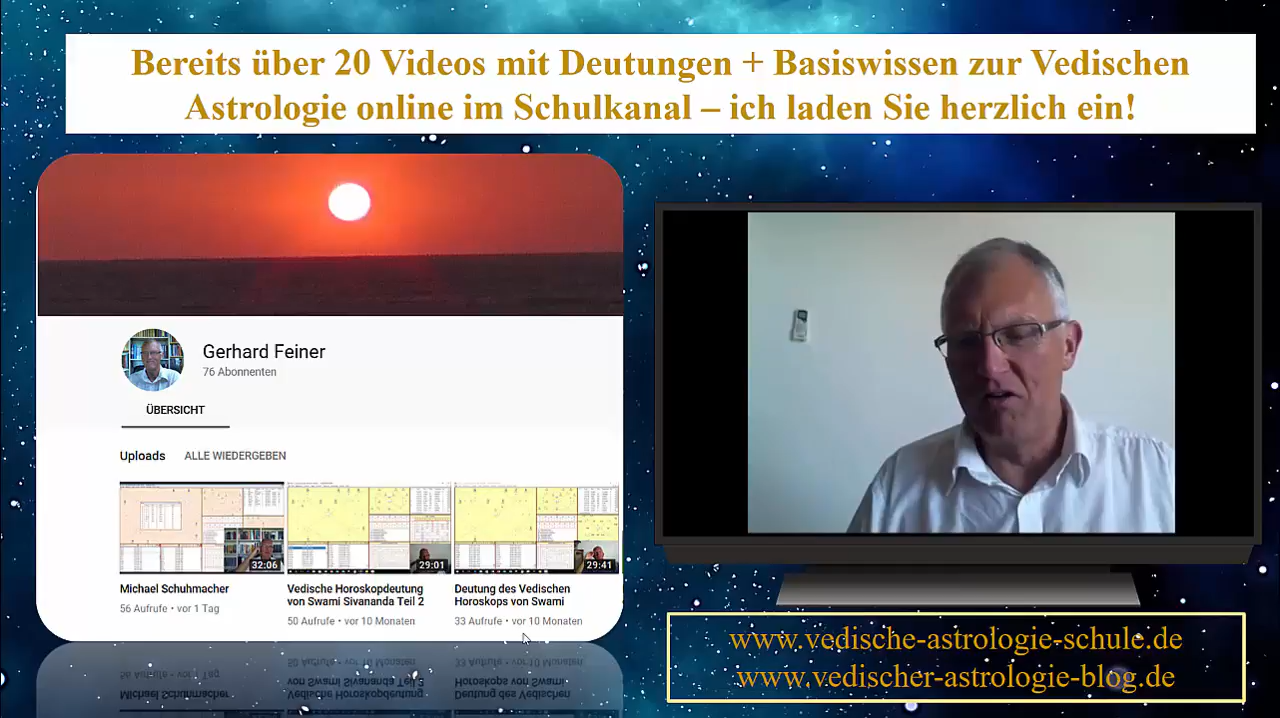 Bereits über 20 Videos mit Deutungen + Basiswissen zur Vedischen
Astrologie online im Schulkanal – ich laden Sie herzlich ein!
Gerhard Feiner
76 Abonnenten
ÜBERSICHT
Uploads ALLE WIEDERGEBEN
32:06
29:01
29:41
Michael Schuhmacher
56 Aufrufe • vor 1 Tag
Vedische Horoskopdeutung
von Swami Sivananda Teil 2
50 Aufrufe • vor 10 Monaten
Deutung des Vedischen
Horoskops von Swami
33 Aufrufe • vor 10 Monaten
www.vedische-astrologie-schule.de
www.vedischer-astrologie-blog.de